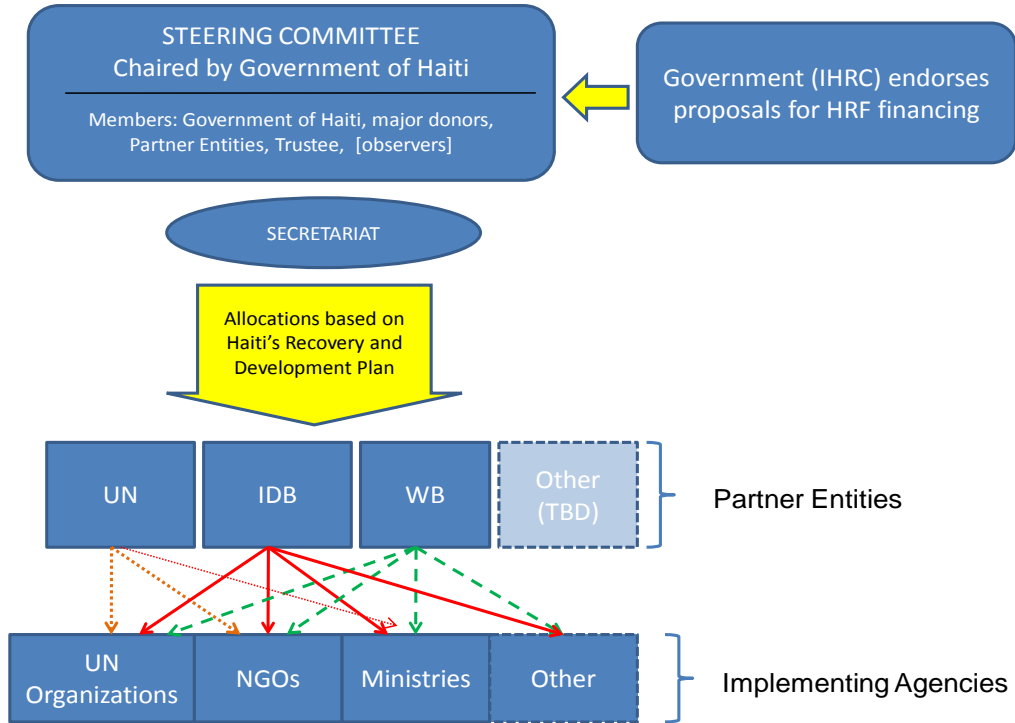 STEERING COMMITTEE
Chaired by Government of Haiti
Members: Government of Haiti, major donors,
Partner Entities, Trustee, [observers]
Government (IHRC) endorses
proposals for HRF financing
SECRETARIAT
Allocations based on
Haiti’s Recovery and
Development Plan
UN
IDB
WB
Other
(TBD)
Partner Entities
UN
Organizations
NGOs
Ministries
Other
Implementing Agencies